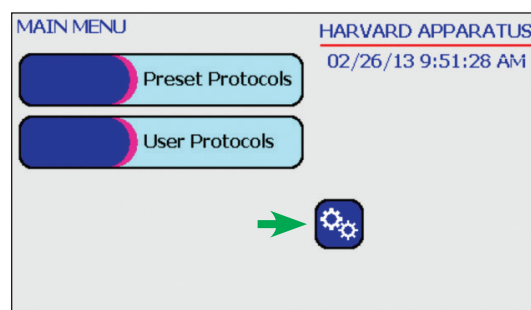 MAIN MENU
HARVARD APPARATUS
02/26/13 9:51:28 AM
Preset Protocols
User Protocols